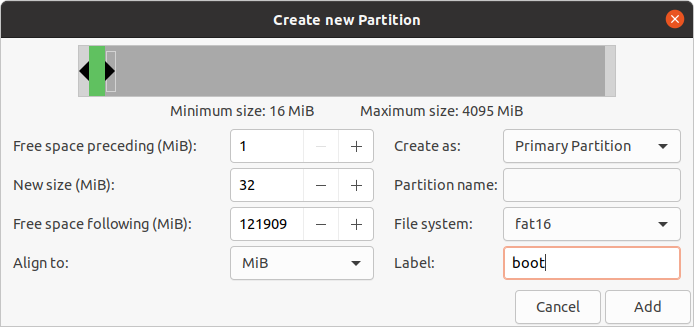 Create new Partition
Minimum size: 16 MiB Maximum size: 4095 MiB
Free space preceding (MiB): 1 Create as: Primary Partition
New size (MiB): 32 Partition name:
Free space following (MiB): 121909 File system: fat16
Align to: MiB Label: boot
Cancel Add